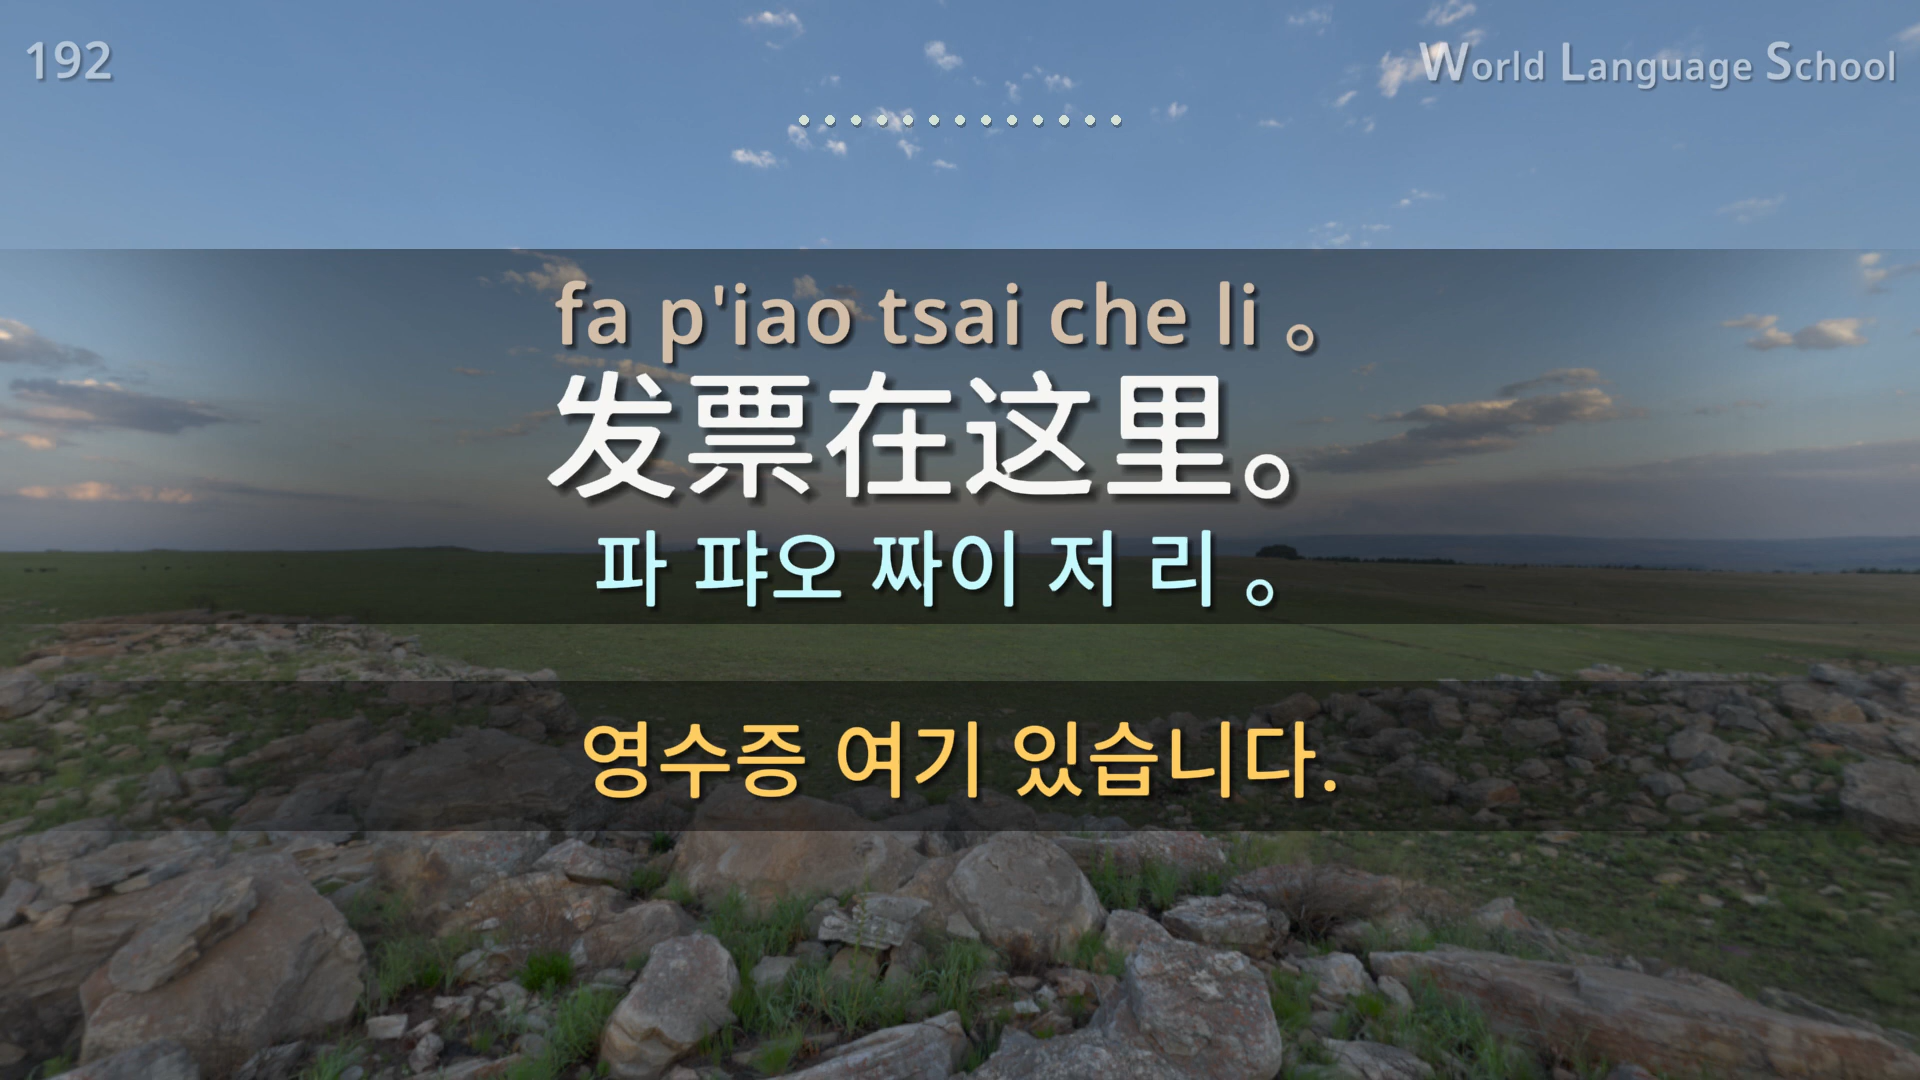 192
World Language School
fa p'iao tsai che li 。
发票在这里。
파 퍄오 짜이 저 리 。
영수증 여기 있습니다.